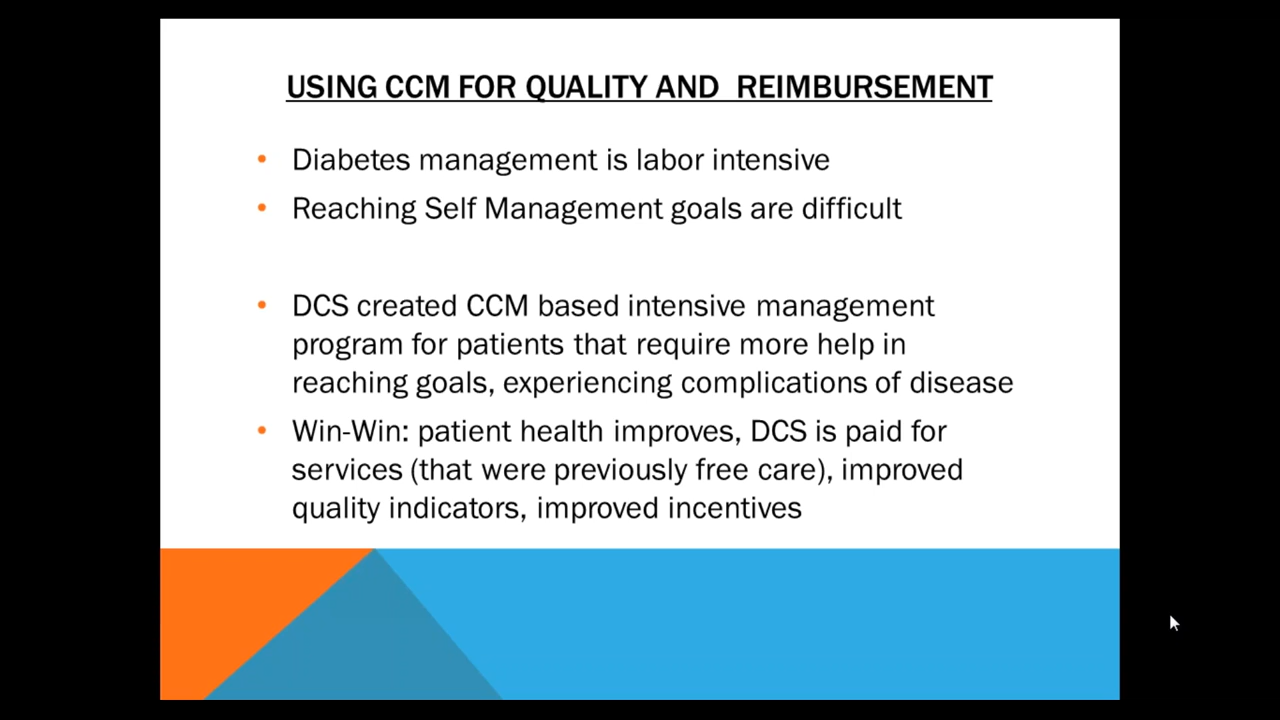 USING CCM FOR QUALITY AND  REIMBURSEMENT
• Diabetes management is labor intensive
• Reaching Self Management goals are difficult
• DCS created CCM based intensive management
program for patients that require more help in
reaching goals, experiencing complications of disease
• Win-Win: patient health improves, DCS is paid for
services (that were previously free care), improved
quality indicators, improved incentives